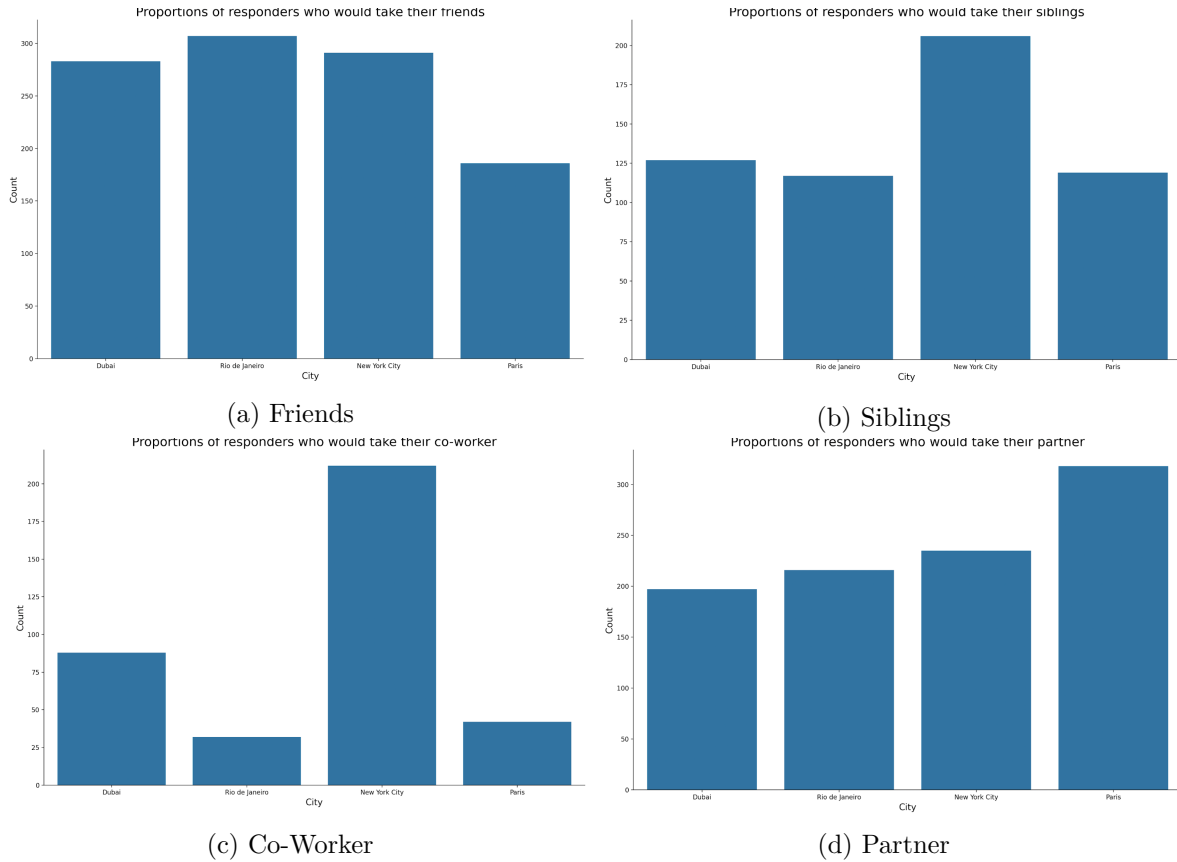 Proportions of responders who would take their friends
300
250
200
150
100
50
0
Count
Dubai
Rio de Janeiro
New York City
Paris
City
(a) Friends
Proportions of responders who would take their siblings
200
175
150
125
100
75
50
25
0
Count
Dubai
Rio de Janeiro
New York City
Paris
City
(b) Siblings
Proportions of responders who would take their co-worker
200
175
150
125
100
75
50
25
0
Count
Dubai
Rio de Janeiro
New York City
Paris
City
(c) Co-Worker
Proportions of responders who would take their partner
300
250
200
150
100
50
0
Count
Dubai
Rio de Janeiro
New York City
Paris
City
(d) Partner